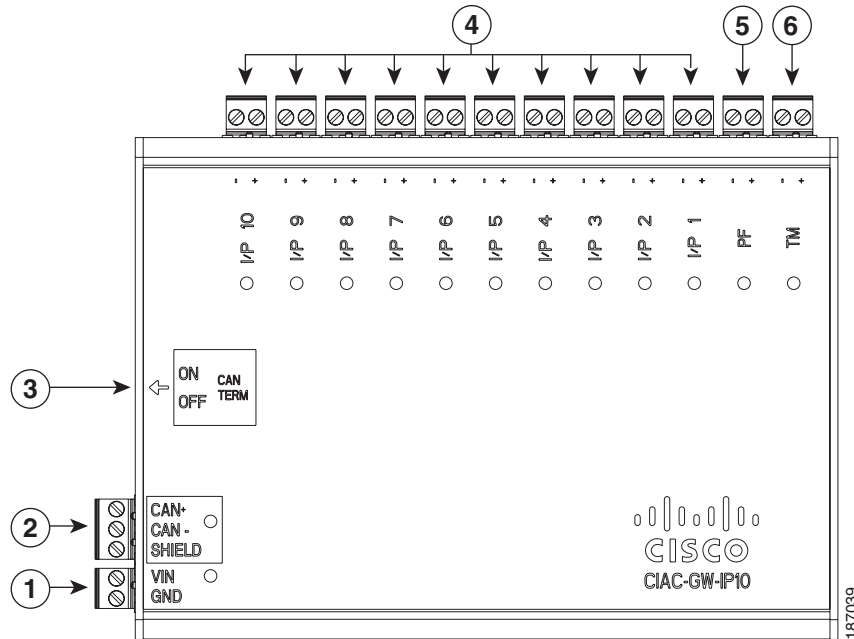 4 5 6
- + - + - + - + - + - + - + - + - + - + - + - +
I/P 10 I/P 9 I/P 8 I/P 7 I/P 6 I/P 5 I/P 4 I/P 3 I/P 2 I/P 1 PF TM
3
ON
OFF
CAN
TERM
2
CAN+
CAN -
SHIELD
1
VIN
GND
CISCO
CIAC-GW-IP10
187039